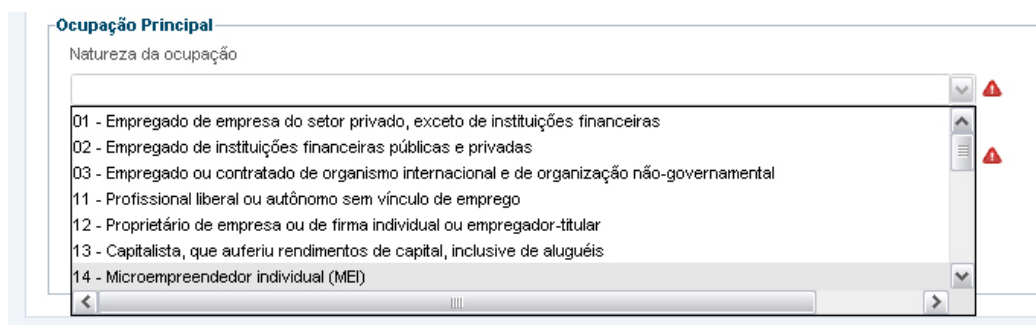 Ocupação Principal
Natureza da ocupação
01 - Empregado de empresa do setor privado, exceto de instituições financeiras
02 - Empregado de instituições financeiras públicas e privadas
03 - Empregado ou contratado de organismo internacional e de organização não-governamental
11 - Profissional liberal ou autônomo sem vínculo de emprego
12 - Proprietário de empresa ou de firma individual ou empregador-titular
13 - Capitalista, que auferiu rendimentos de capital, inclusive de aluguéis
14 - Microempreendedor individual (MEI)